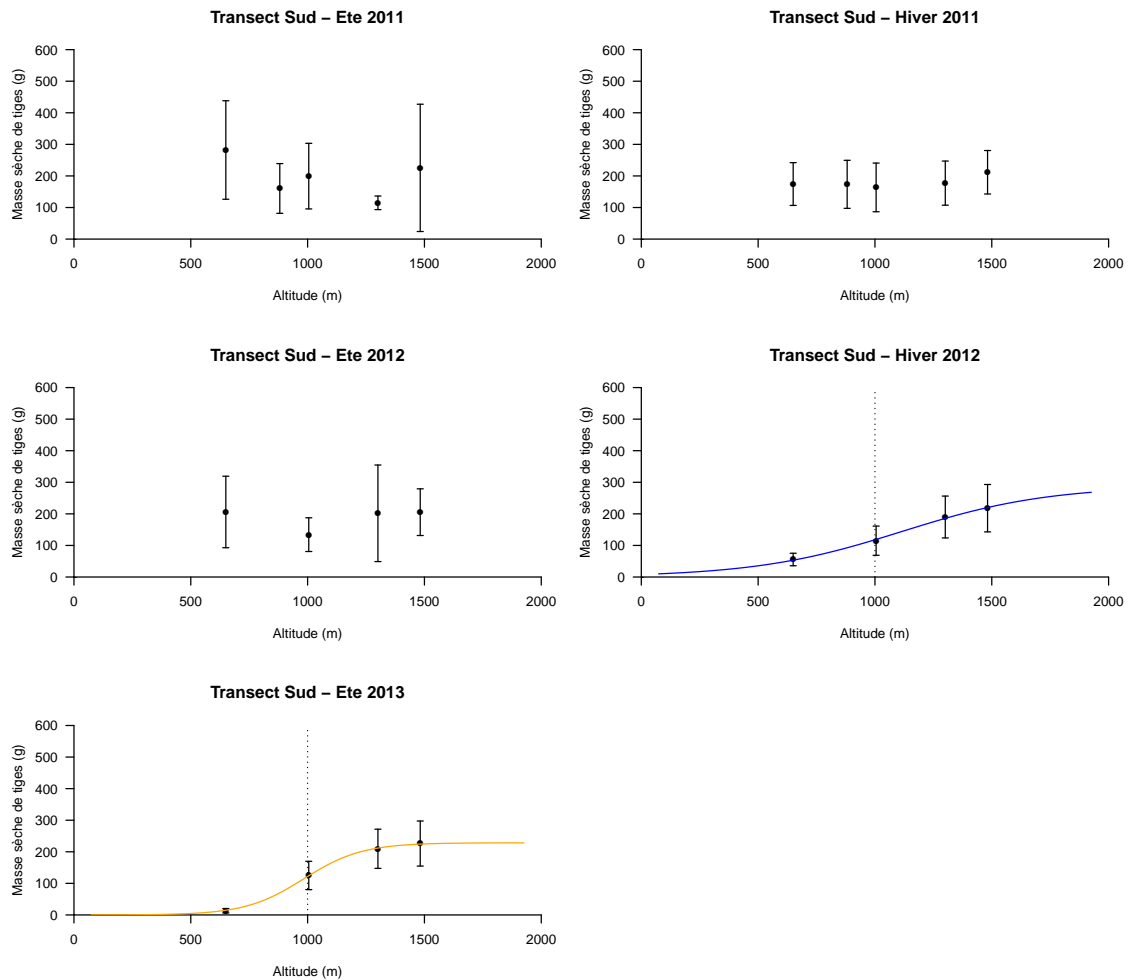 Transect Sud – Ete 2011
Masse sèche de tiges (g)
600
500
400
300
200
100
0
0 500 1000 1500 2000
Altitude (m)
Transect Sud – Hiver 2011
Masse sèche de tiges (g)
600
500
400
300
200
100
0
0 500 1000 1500 2000
Altitude (m)
Transect Sud – Ete 2012
Masse sèche de tiges (g)
600
500
400
300
200
100
0
0 500 1000 1500 2000
Altitude (m)
Transect Sud – Hiver 2012
Masse sèche de tiges (g)
600
500
400
300
200
100
0
0 500 1000 1500 2000
Altitude (m)
Transect Sud – Ete 2013
Masse sèche de tiges (g)
600
500
400
300
200
100
0
0 500 1000 1500 2000
Altitude (m)